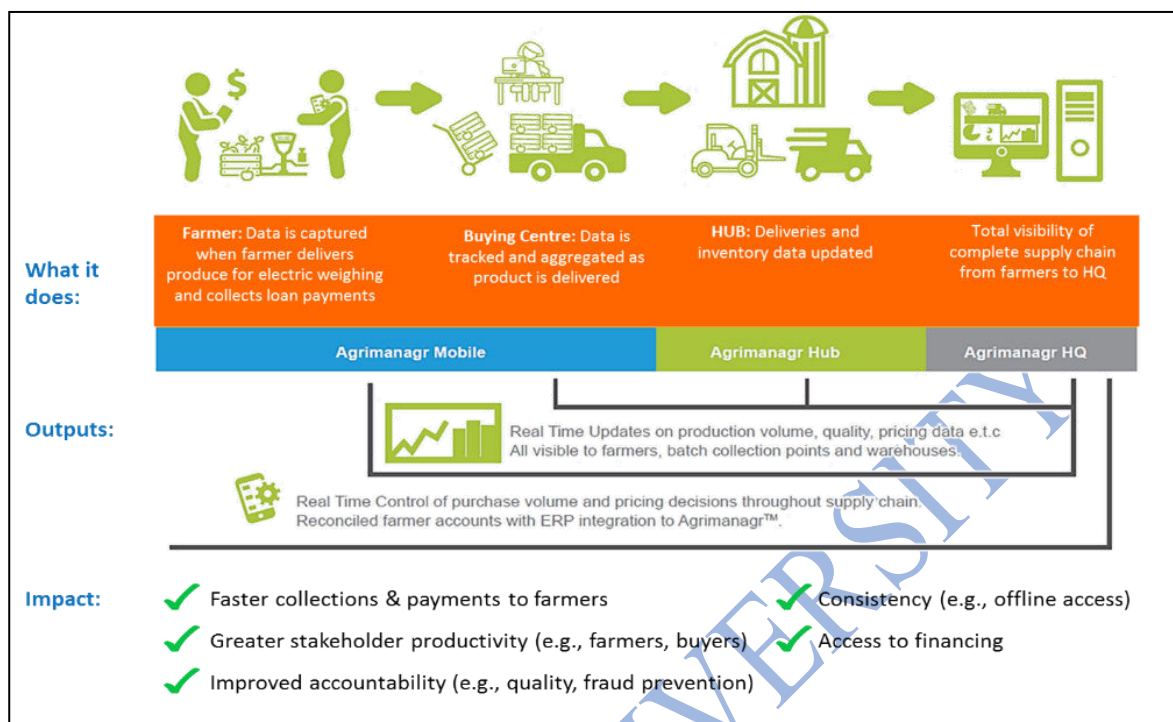 Farmer: Data is captured
when farmer delivers
produce for electric weighing
and collects loan payments
Buying Centre: Data is
tracked and aggregated as
product is delivered
HUB: Deliveries and
inventory data updated
Total visibility of
complete supply chain
from farmers to HQ
What it
does:
Agrimanagr Mobile
Agrimanagr Hub
Agrimanagr HQ
Outputs:
Real Time Updates on production volume, quality, pricing data e.t.c
All visible to farmers, batch collection points and warehouses.
Real Time Control of purchase volume and pricing decisions throughout supply chain.
Reconciled farmer accounts with ERP integration to Agrimanagr™.
Impact:
Faster collections & payments to farmers
Consistency (e.g., offline access)
Greater stakeholder productivity (e.g., farmers, buyers)
Access to financing
Improved accountability (e.g., quality, fraud prevention)
VERSITY